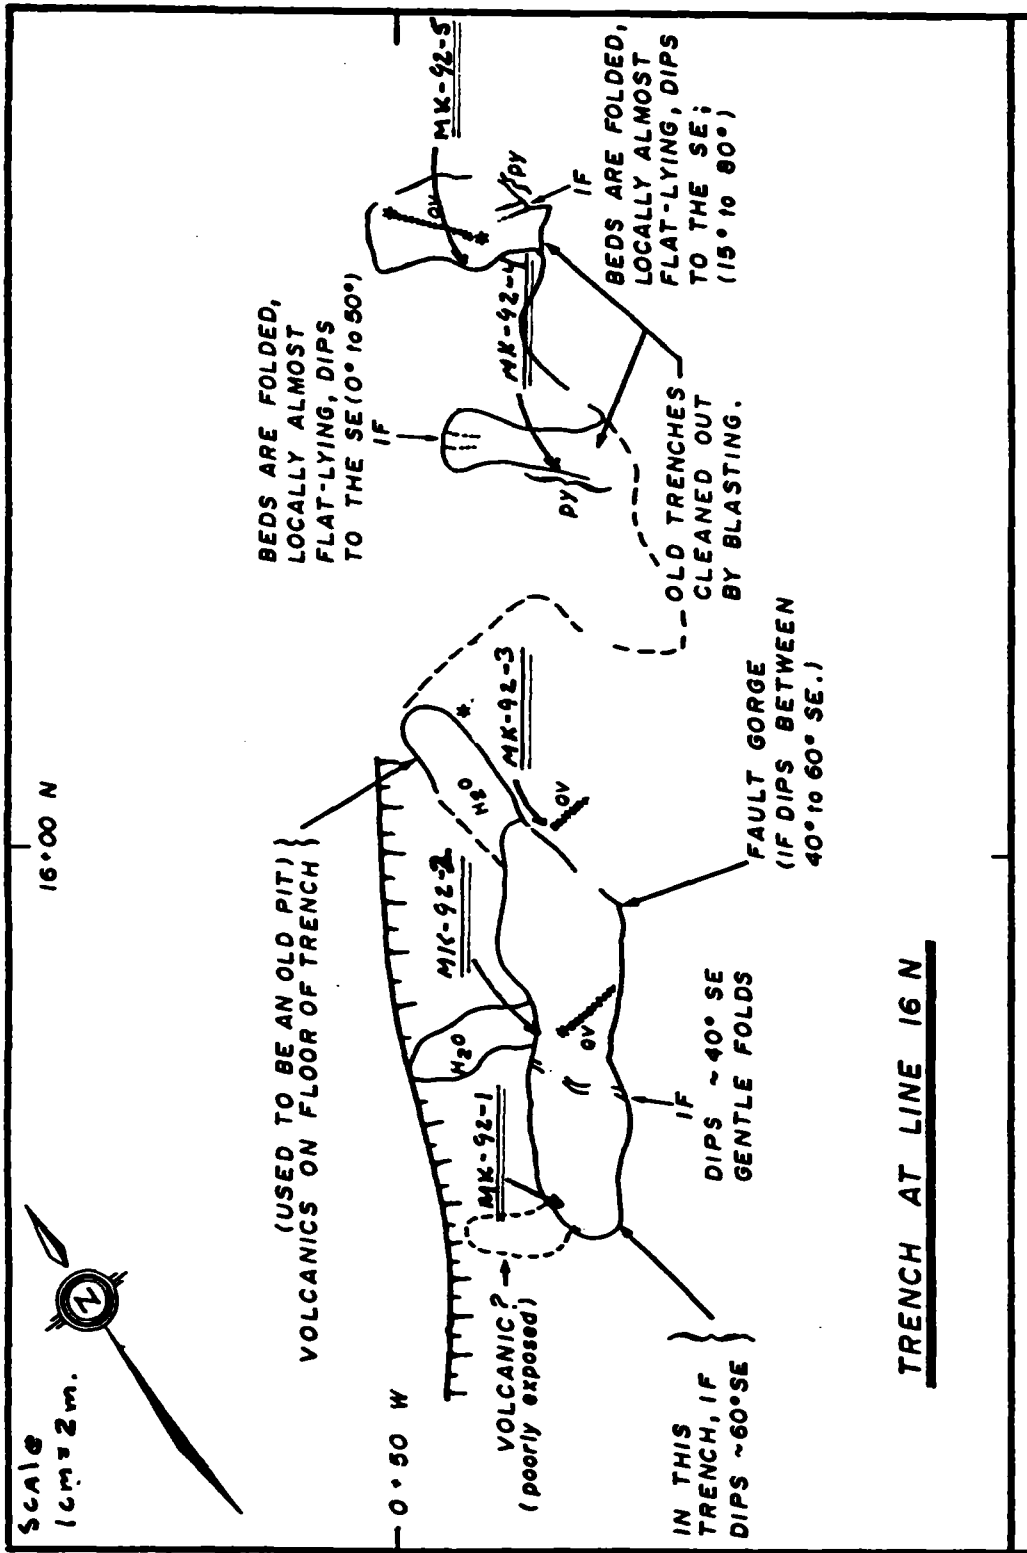 SCALE
1cm = 2m.
N
16+00 N
0+50 W
(USED TO BE AN OLD PIT)
VOLCANICS ON FLOOR OF TRENCH
BEDS ARE FOLDED,
LOCALLY ALMOST
FLAT-LYING, DIPS
TO THE SE (0° to 50°)
IF
MK-92-5
QV
*
*
PY
IF
BEDS ARE FOLDED,
LOCALLY ALMOST
FLAT-LYING, DIPS
TO THE SE;
(15° to 80°)
MK-92-4
PY
OLD TRENCHES
CLEANED OUT
BY BLASTING.
MK-92-3
*
H2O
QV
MK-92-2
H2O
QV
MK-92-1
VOLCANIC?
(poorly exposed)
FAULT GORGE
(IF DIPS BETWEEN
40° to 60° SE.)
IF
DIPS ~40° SE
GENTLE FOLDS
IN THIS
TRENCH, IF
DIPS ~60°SE
TRENCH AT LINE 16 N